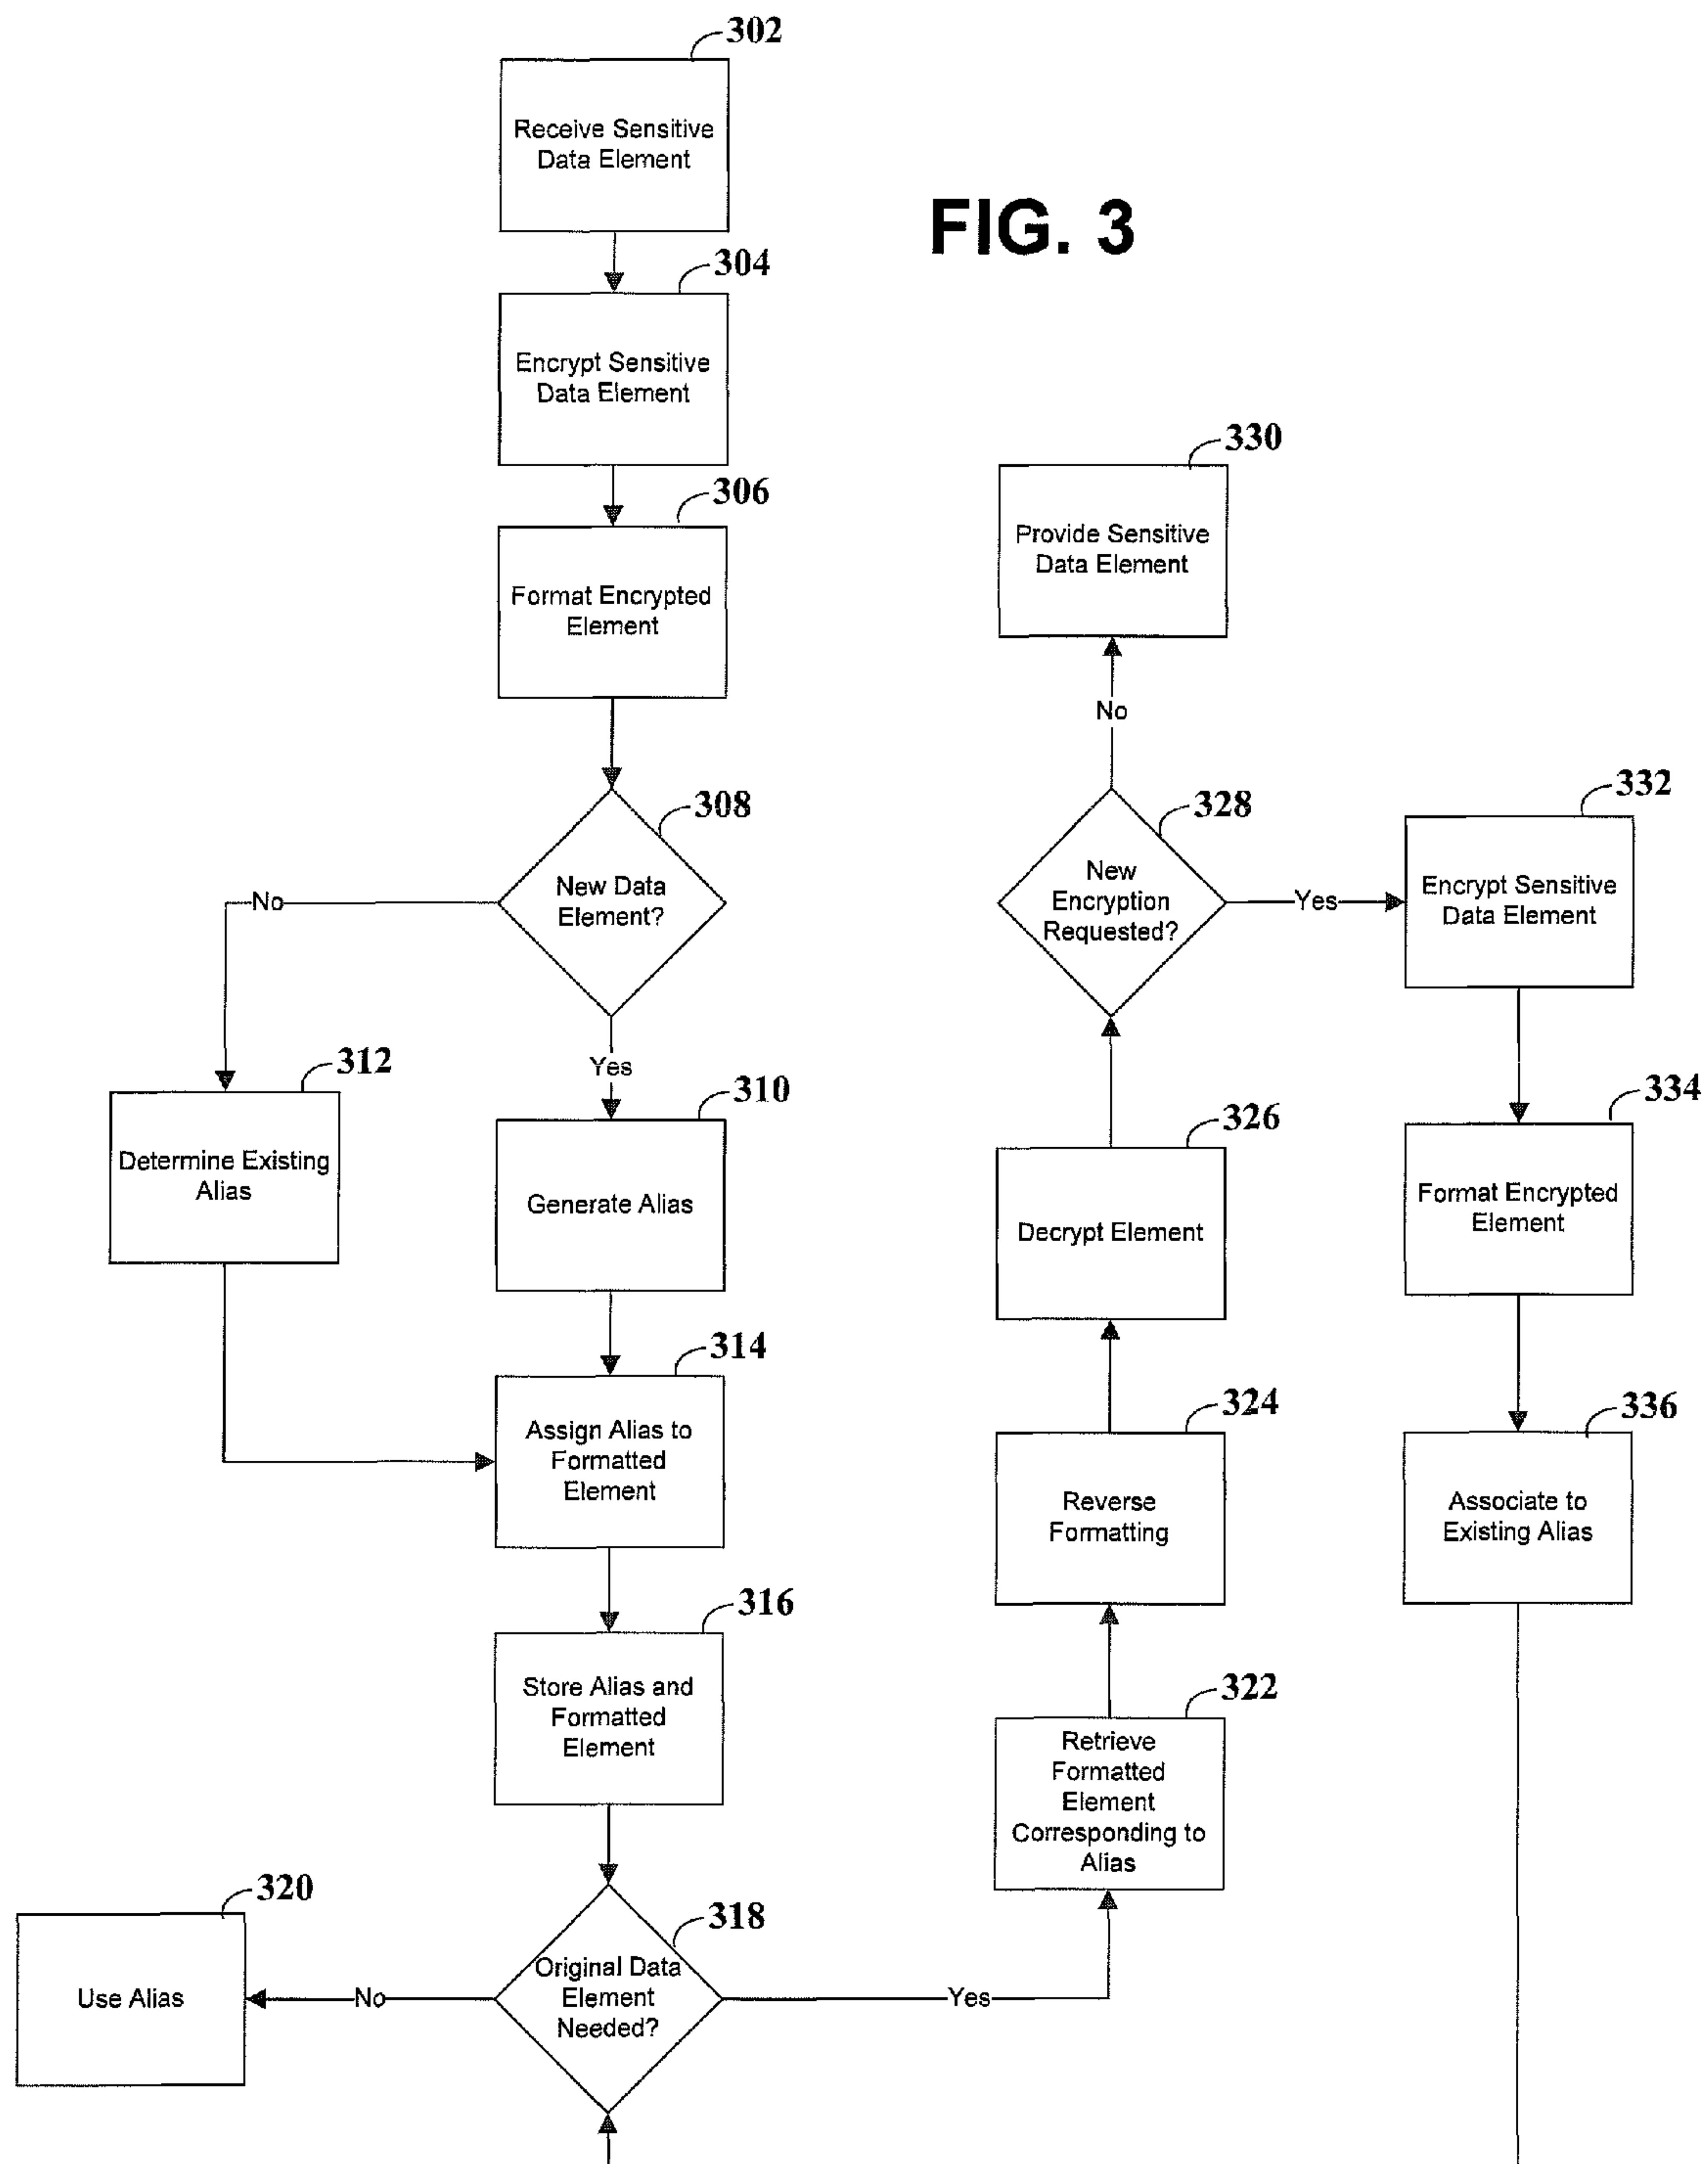 302
Receive Sensitive
Data Element
FIG. 3
304
Encrypt Sensitive
Data Element
306
Format Encrypted
Element
308
New Data
Element?
No
Yes
312
Determine Existing
Alias
310
Generate Alias
314
Assign Alias to
Formatted
Element
316
Store Alias and
Formatted
Element
318
Original Data
Element
Needed?
No
320
Use Alias
Yes
322
Retrieve
Formatted
Element
Corresponding to
Alias
324
Reverse
Formatting
326
Decrypt Element
328
New
Encryption
Requested?
No
330
Provide Sensitive
Data Element
Yes
332
Encrypt Sensitive
Data Element
334
Format Encrypted
Element
336
Associate to
Existing Alias